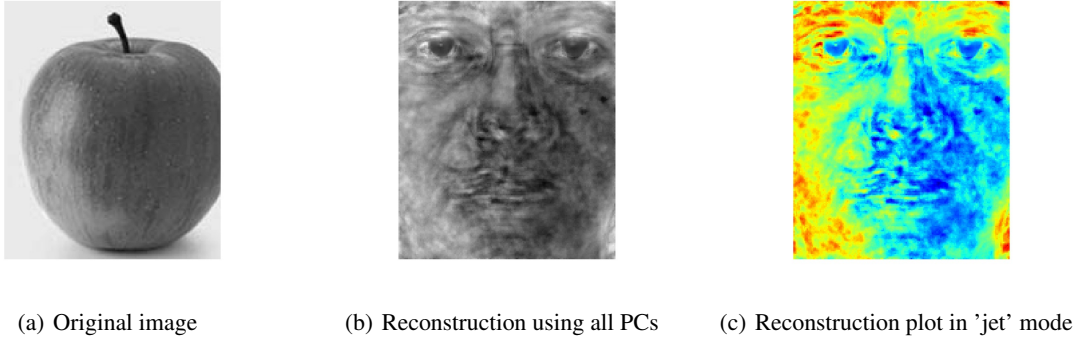 (a) Original image
(b) Reconstruction using all PCs
(c) Reconstruction plot in ’jet’ mode